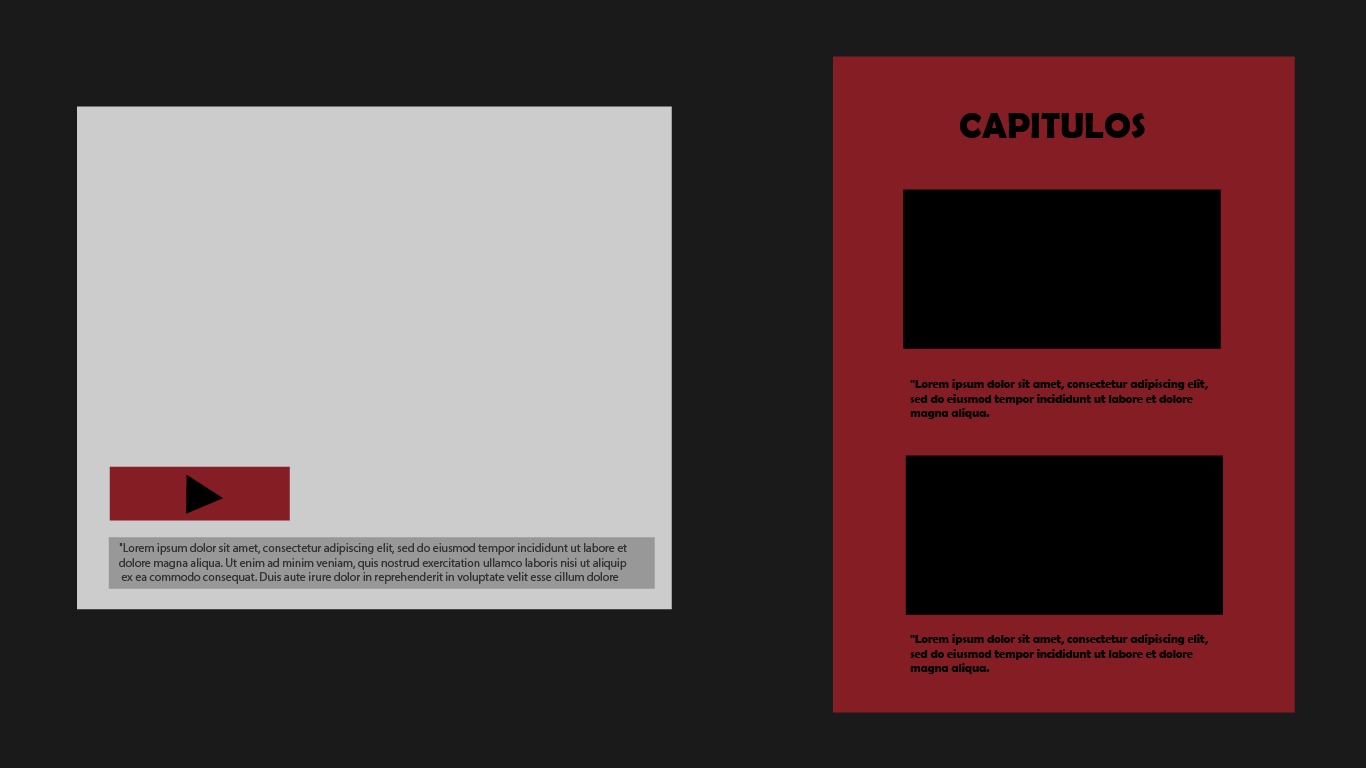 "Lorem ipsum dolor sit amet, consectetur adipiscing elit, sed do eiusmod tempor incididunt ut labore et
dolore magna aliqua. Ut enim ad minim veniam, quis nostrud exercitation ullamco laboris nisi ut aliquip
ex ea commodo consequat. Duis aute irure dolor in reprehenderit in voluptate velit esse cillum dolore
CAPITULOS
"Lorem ipsum dolor sit amet, consectetur adipiscing elit,
sed do eiusmod tempor incididunt ut labore et dolore
magna aliqua.
"Lorem ipsum dolor sit amet, consectetur adipiscing elit,
sed do eiusmod tempor incididunt ut labore et dolore
magna aliqua.